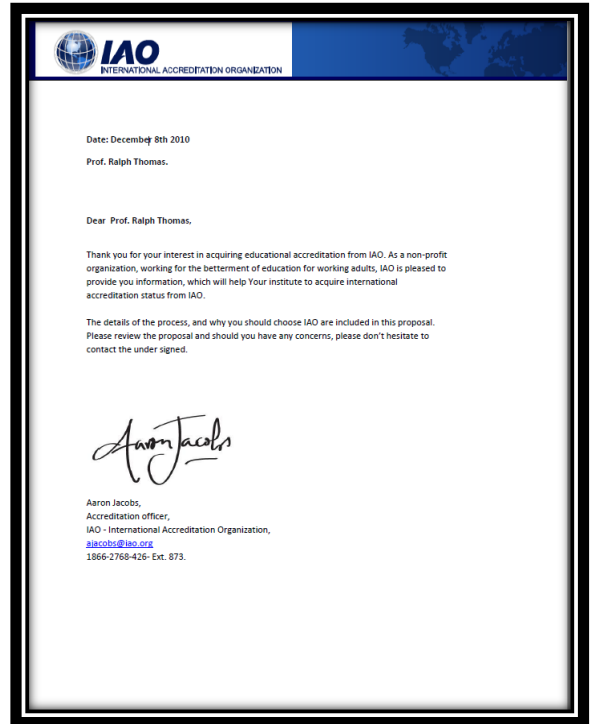 IAO
INTERNATIONAL ACCREDITATION ORGANIZATION
Date: December 8th 2010
Prof. Ralph Thomas.
Dear Prof. Ralph Thomas,
Thank you for your interest in acquiring educational accreditation from IAO. As a non-profit
organization, working for the betterment of education for working adults, IAO is pleased to
provide you information, which will help Your institute to acquire international
accreditation status from IAO.
The details of the process, and why you should choose IAO are included in this proposal.
Please review the proposal and should you have any concerns, please don't hesitate to
contact the under signed.
Aaron Jacobs
Aaron Jacobs,
Accreditation officer,
IAO - International Accreditation Organization,
ajacobs@iao.org
1866-2768-426- Ext. 873.